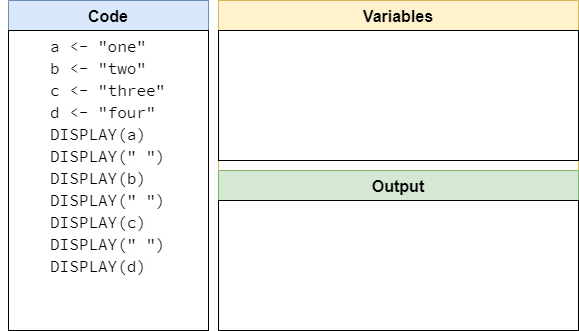 Code
a <- "one"
b <- "two"
c <- "three"
d <- "four"
DISPLAY(a)
DISPLAY(" ")
DISPLAY(b)
DISPLAY(" ")
DISPLAY(c)
DISPLAY(" ")
DISPLAY(d)
Variables
Output